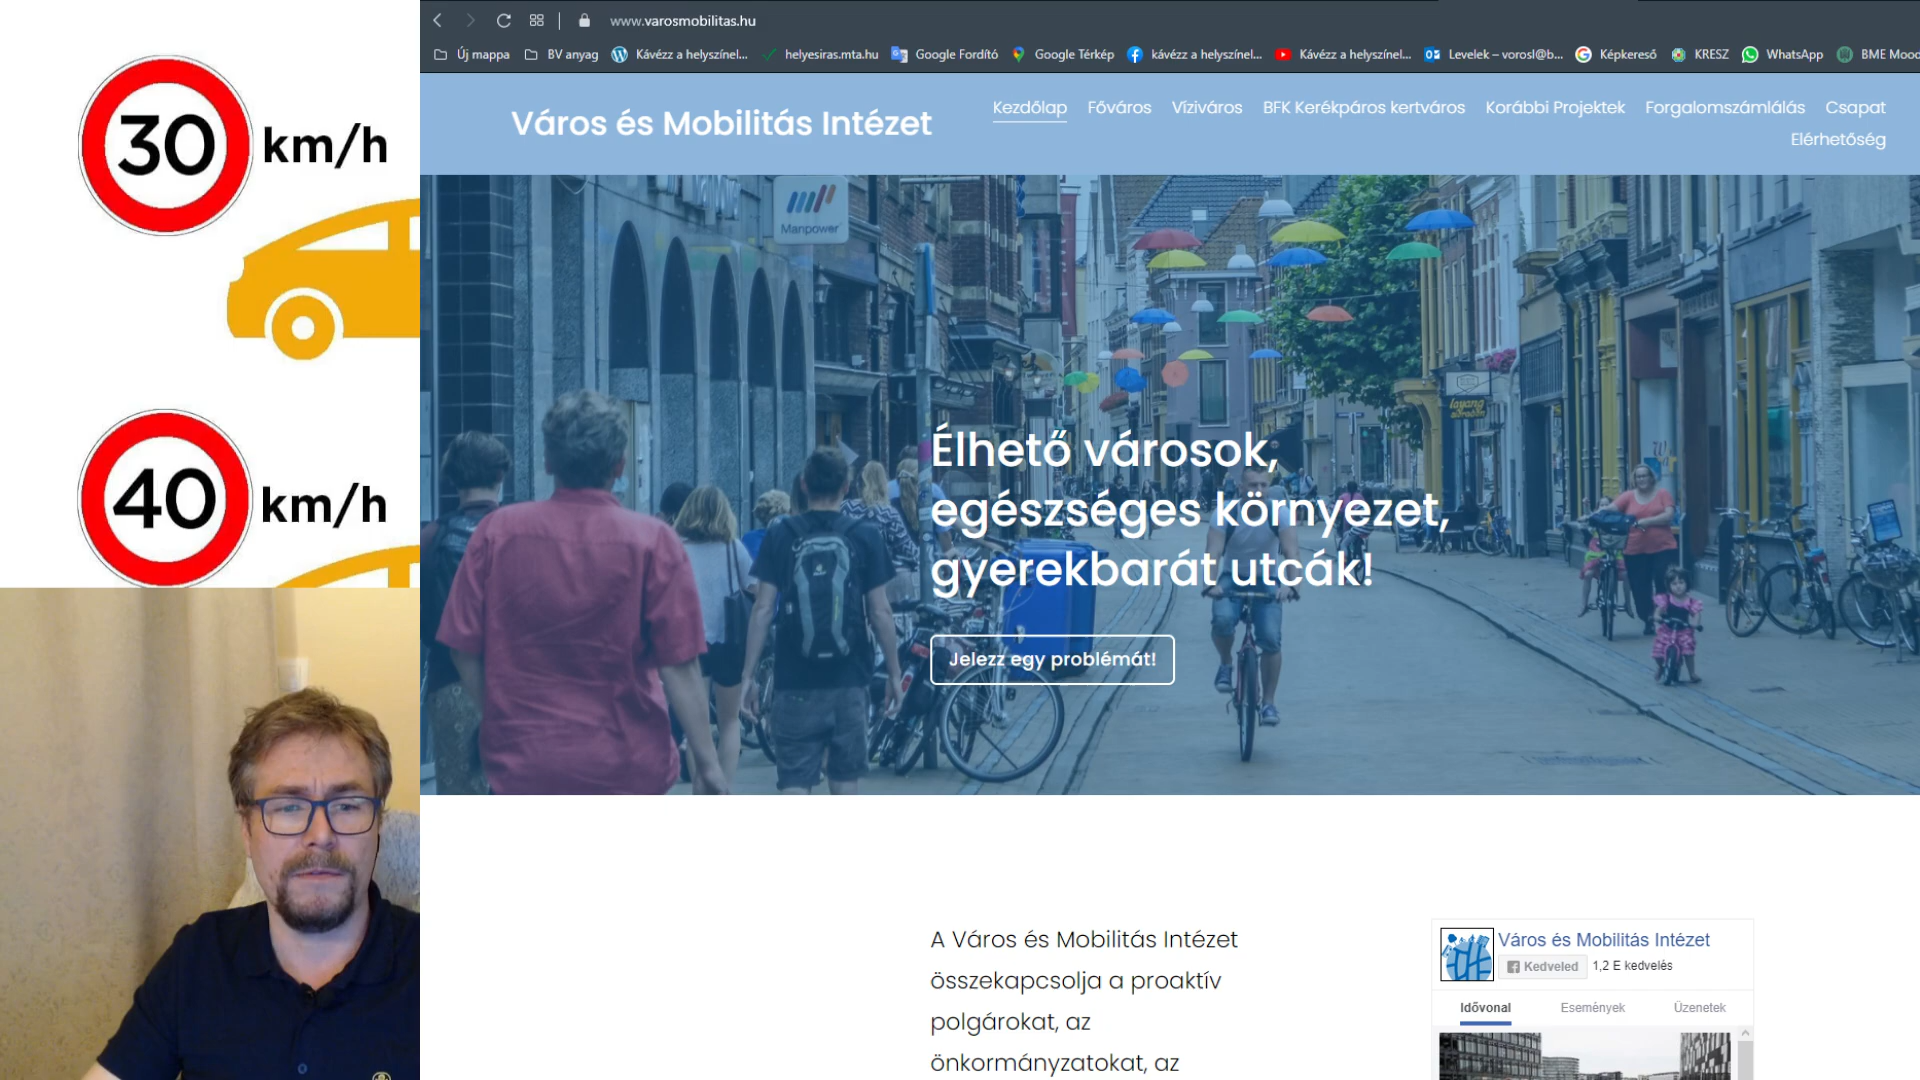 30 km/h
40 km/h
www.varosmobilitas.hu
Új mappa
BV anyag
Kávézz a helyszínel...
helyesiras.mta.hu
Google Fordító
Google Térkép
kávézz a helyszínel...
Kávézz a helyszínel...
Levelek – vorosl@b...
Képkereső
KRESZ
WhatsApp
BME Mood
Város és Mobilitás Intézet
Kezdőlap
Főváros
Víziváros
BFK Kerékpáros kertváros
Korábbi Projektek
Forgalomszámlálás
Csapat
Elérhetőség
Manpower
Élhető városok,
egészséges környezet,
gyerekbarát utcák!
Jelezz egy problémát!
A Város és Mobilitás Intézet
összekapcsolja a proaktív
polgárokat, az
önkormányzatokat, az
Város és Mobilitás Intézet
Kedveled
1,2 E kedvelés
Idővonal
Események
Üzenetek